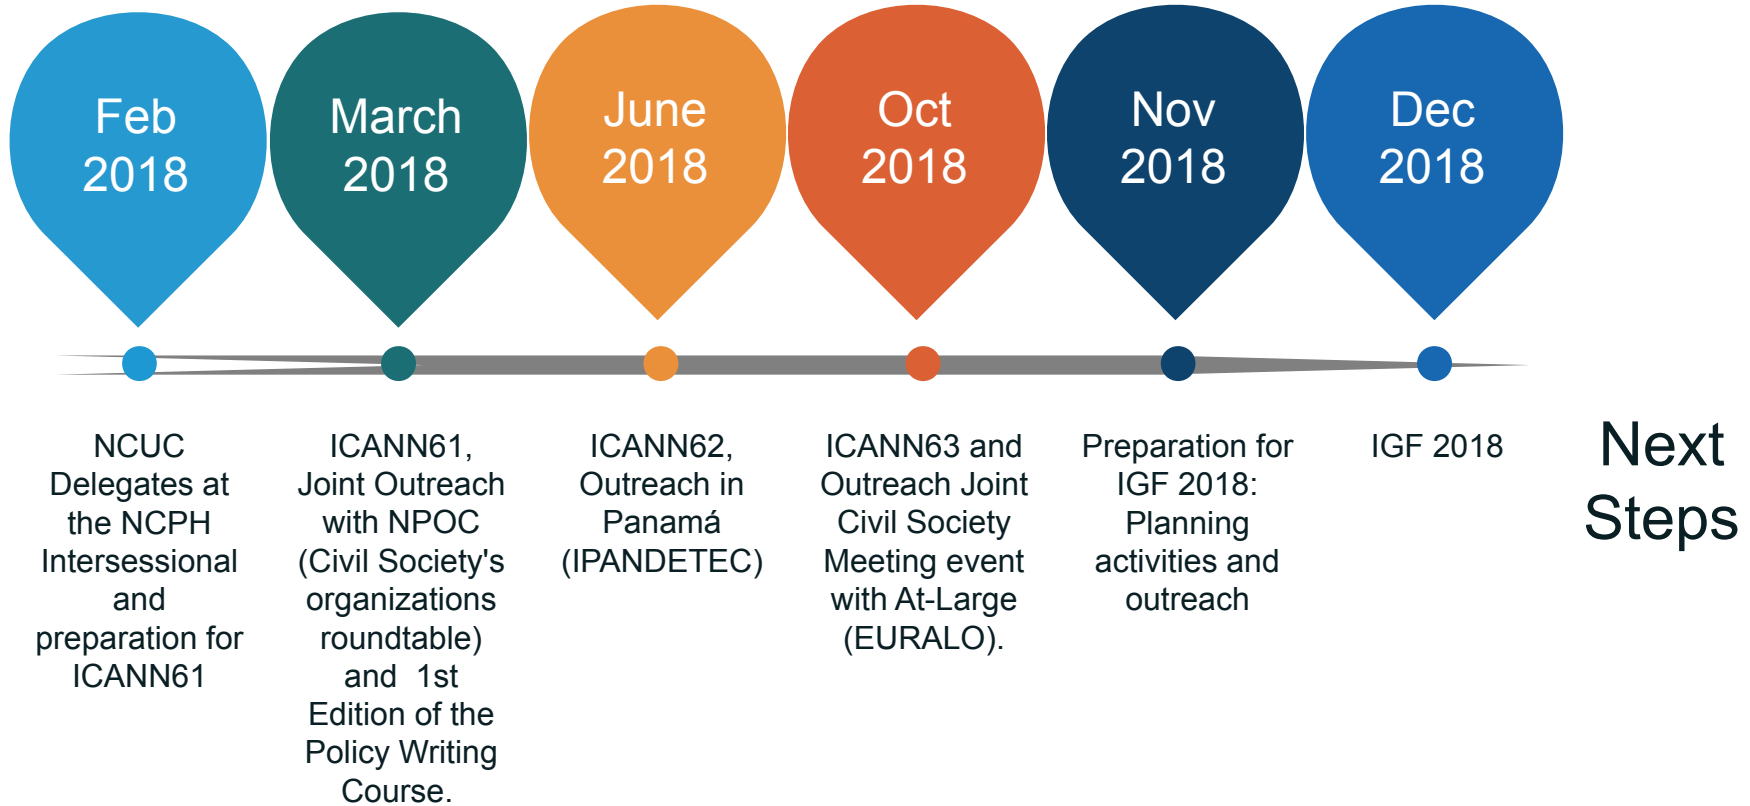 Feb
2018
March
2018
June
2018
Oct
2018
Nov
2018
Dec
2018
NCUC
Delegates at
the NCPH
Intersessional
and
preparation for
ICANN61
ICANN61,
Joint Outreach
with NPOC
(Civil Society's
organizations
roundtable)
and  1st
Edition of the
Policy Writing
Course.
ICANN62,
Outreach in
Panamá
(IPANDETEC)
ICANN63 and
Outreach Joint
Civil Society
Meeting event
with At-Large
(EURALO).
Preparation for
IGF 2018:
Planning
activities and
outreach
IGF 2018
Next
Steps